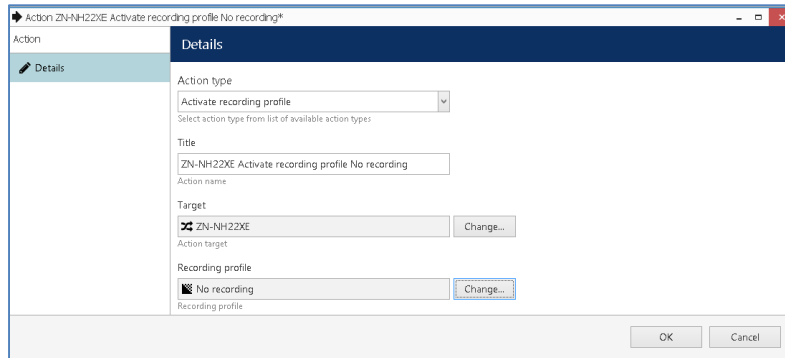 Action ZN-NH22XE Activate recording profile No recording*
Action
Details
Details
Action type
Activate recording profile
Select action type from list of available action types
Title
ZN-NH22XE Activate recording profile No recording
Action name
Target
ZN-NH22XE
Change...
Action target
Recording profile
No recording
Change...
Recording profile
OK
Cancel